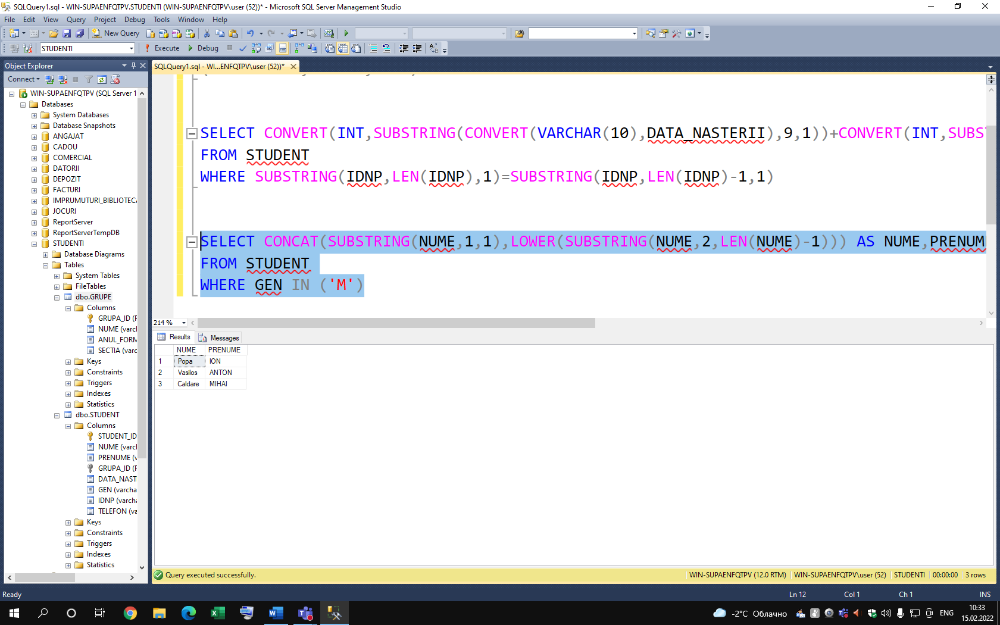 SQLQuery1.sql - WIN-SUPAENFQTPV.STUDENTI (WIN-SUPAENFQTPV\user (52))* - Microsoft SQL Server Management Studio
File Edit View Query Project Debug Tools Window Help
New Query
STUDENTI Execute Debug
Object Explorer
Connect
WIN-SUPAENFQTPV (SQL Server 1
Databases
System Databases
Database Snapshots
ANGAJAT
CADOU
COMERCIAL
DATORII
DEPOZIT
FACTURI
IMPRUMUTURI_BIBLIOTECA
JOCURI
ReportServer
ReportServerTempDB
STUDENTI
Database Diagrams
Tables
System Tables
FileTables
dbo.GRUPE
Columns
GRUPA_ID (F
NUME (varcl
ANUL_FORM
SECTIA (varc
Keys
Constraints
Triggers
Indexes
Statistics
dbo.STUDENT
Columns
STUDENT_ID
NUME (varcl
PRENUME (v
GRUPA_ID (F
DATA_NAST
GEN (varcha
IDNP (varcha
TELEFON (va
Keys
Constraints
Triggers
Indexes
Statistics
SQLQuery1.sql - WI...ENFQTPV\user (52))*
SELECT CONVERT(INT,SUBSTRING(CONVERT(VARCHAR(10),DATA_NASTERII),9,1))+CONVERT(INT,SUBS
FROM STUDENT
WHERE SUBSTRING(IDNP,LEN(IDNP),1)=SUBSTRING(IDNP,LEN(IDNP)-1,1)
SELECT CONCAT(SUBSTRING(NUME,1,1),LOWER(SUBSTRING(NUME,2,LEN(NUME)-1))) AS NUME,PRENUM
FROM STUDENT
WHERE GEN IN ('M')
214 %
Results Messages
NUME PRENUME
1 Popa ION
2 Vasilos ANTON
3 Caldare MIHAI
Query executed successfully. WIN-SUPAENFQTPV (12.0 RTM) WIN-SUPAENFQTPV\user (52) STUDENTI 00:00:00 3 rows
Ready Ln 12 Col 1 Ch 1 INS
-2°C Облачно ENG 10:33
15.02.2022